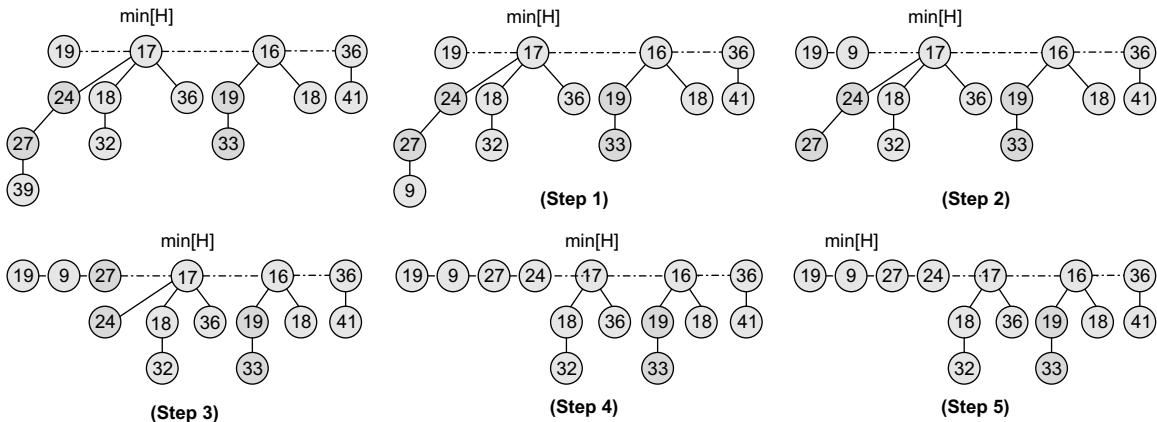 min[H] min[H] min[H]
19 17 16 36 19 17 16 36 19 9 17 16 36
24 18 36 19 18 41 24 18 36 19 18 41 24 18 36 19 18 41
27 32 33 27 32 33 27 32 33
39 9
(Step 1) (Step 2)
min[H] min[H] min[H]
19 9 27 17 16 36 19 9 27 24 17 16 36 19 9 27 24 17 16 36
24 18 36 19 18 41 18 36 19 18 41 18 36 19 18 41
32 33 32 33 32 33
(Step 3) (Step 4) (Step 5)